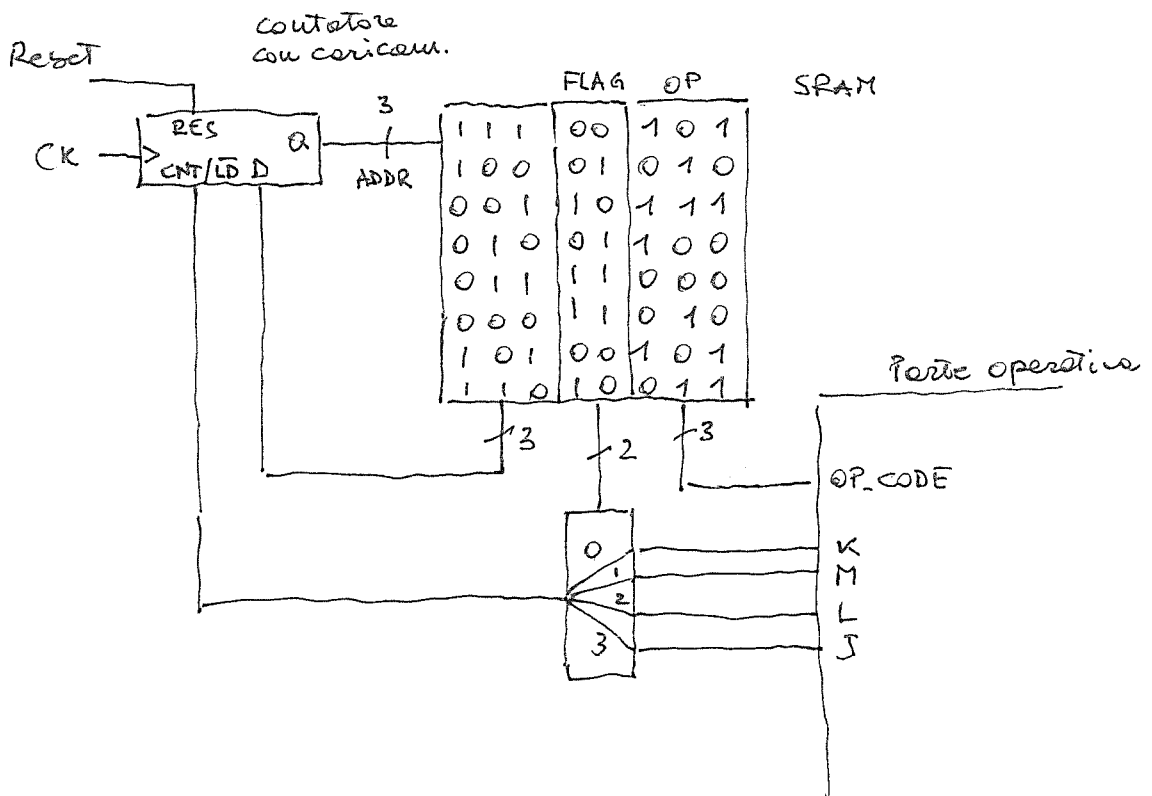 contatore
con caricam.
Reset
FLAG OP SRAM
RES
Q
3
CK
CNT/L̅D̅ D
ADDR
1 1 1 00 1 0 1
1 0 0 01 0 1 0
0 0 1 10 1 1 1
0 1 0 01 1 0 0
0 1 1 11 0 0 0
0 0 0 11 0 1 0
1 0 1 00 1 0 1
1 1 0 10 0 1 1
Parte operativa
3 2 3
OP_CODE
0 K
1 M
2 L
3 J